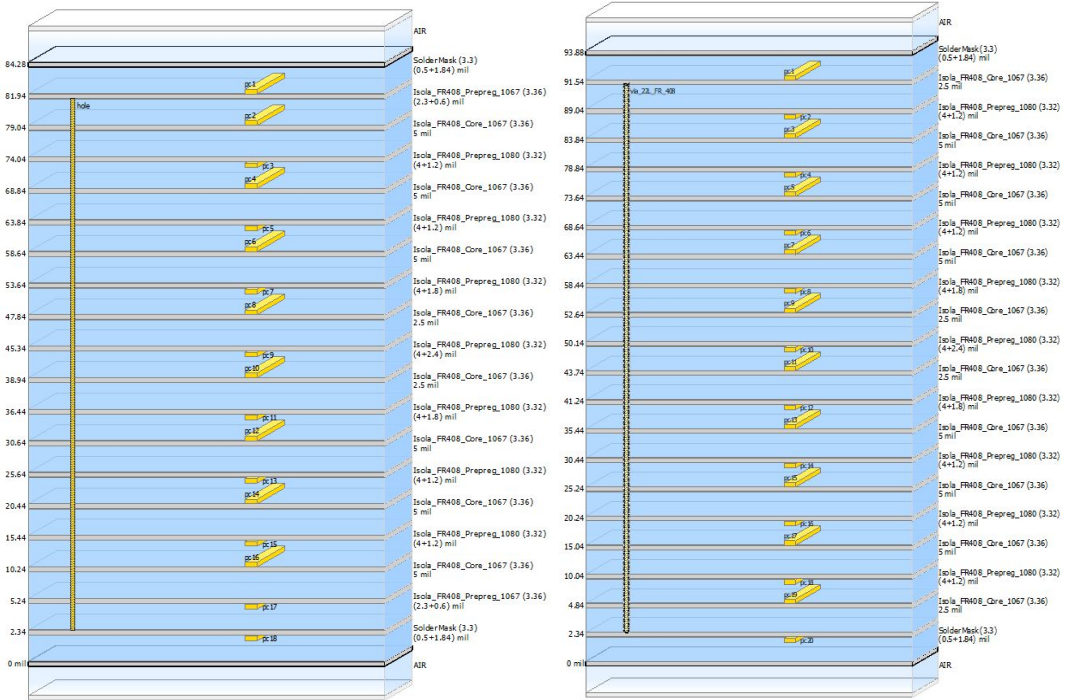 AIR
84.28
SolderMask (3.3)
(0.5+1.84) mil
pc1
81.94
Isola_FR408_Prepreg_1067 (3.36)
(2.3+0.6) mil
hole
pc2
79.04
Isola_FR408_Core_1067 (3.36)
5 mil
74.04
Isola_FR408_Prepreg_1080 (3.32)
(4+1.2) mil
pc3
pc4
68.84
Isola_FR408_Core_1067 (3.36)
5 mil
63.84
Isola_FR408_Prepreg_1080 (3.32)
(4+1.2) mil
pc5
pc6
58.64
Isola_FR408_Core_1067 (3.36)
5 mil
53.64
Isola_FR408_Prepreg_1080 (3.32)
(4+1.8) mil
pc7
pc8
47.84
Isola_FR408_Core_1067 (3.36)
2.5 mil
45.34
Isola_FR408_Prepreg_1080 (3.32)
(4+2.4) mil
pc9
pc10
38.94
Isola_FR408_Core_1067 (3.36)
2.5 mil
36.44
Isola_FR408_Prepreg_1080 (3.32)
(4+1.8) mil
pc11
pc12
30.64
Isola_FR408_Core_1067 (3.36)
5 mil
25.64
Isola_FR408_Prepreg_1080 (3.32)
(4+1.2) mil
pc13
pc14
20.44
Isola_FR408_Core_1067 (3.36)
5 mil
15.44
Isola_FR408_Prepreg_1080 (3.32)
(4+1.2) mil
pc15
pc16
10.24
Isola_FR408_Core_1067 (3.36)
5 mil
5.24
Isola_FR408_Prepreg_1067 (3.36)
(2.3+0.6) mil
pc17
2.34
SolderMask (3.3)
(0.5+1.84) mil
pc18
0 mil
AIR
AIR
93.88
SolderMask (3.3)
(0.5+1.84) mil
pc1
91.54
Isola_FR408_Core_1067 (3.36)
2.5 mil
via_22L_FR_408
89.04
Isola_FR408_Prepreg_1080 (3.32)
(4+1.2) mil
pc2
pc3
83.84
Isola_FR408_Core_1067 (3.36)
5 mil
78.84
Isola_FR408_Prepreg_1080 (3.32)
(4+1.2) mil
pc4
pc5
73.64
Isola_FR408_Core_1067 (3.36)
5 mil
68.64
Isola_FR408_Prepreg_1080 (3.32)
(4+1.2) mil
pc6
pc7
63.44
Isola_FR408_Core_1067 (3.36)
5 mil
58.44
Isola_FR408_Prepreg_1080 (3.32)
(4+1.8) mil
pc8
pc9
52.64
Isola_FR408_Core_1067 (3.36)
2.5 mil
50.14
Isola_FR408_Prepreg_1080 (3.32)
(4+2.4) mil
pc10
pc11
43.74
Isola_FR408_Core_1067 (3.36)
2.5 mil
41.24
Isola_FR408_Prepreg_1080 (3.32)
(4+1.8) mil
pc12
pc13
35.44
Isola_FR408_Core_1067 (3.36)
5 mil
30.44
Isola_FR408_Prepreg_1080 (3.32)
(4+1.2) mil
pc14
pc15
25.24
Isola_FR408_Core_1067 (3.36)
5 mil
20.24
Isola_FR408_Prepreg_1080 (3.32)
(4+1.2) mil
pc16
pc17
15.04
Isola_FR408_Core_1067 (3.36)
5 mil
10.04
Isola_FR408_Prepreg_1080 (3.32)
(4+1.2) mil
pc18
pc19
4.84
Isola_FR408_Core_1067 (3.36)
2.5 mil
2.34
SolderMask (3.3)
(0.5+1.84) mil
pc20
0 mil
AIR